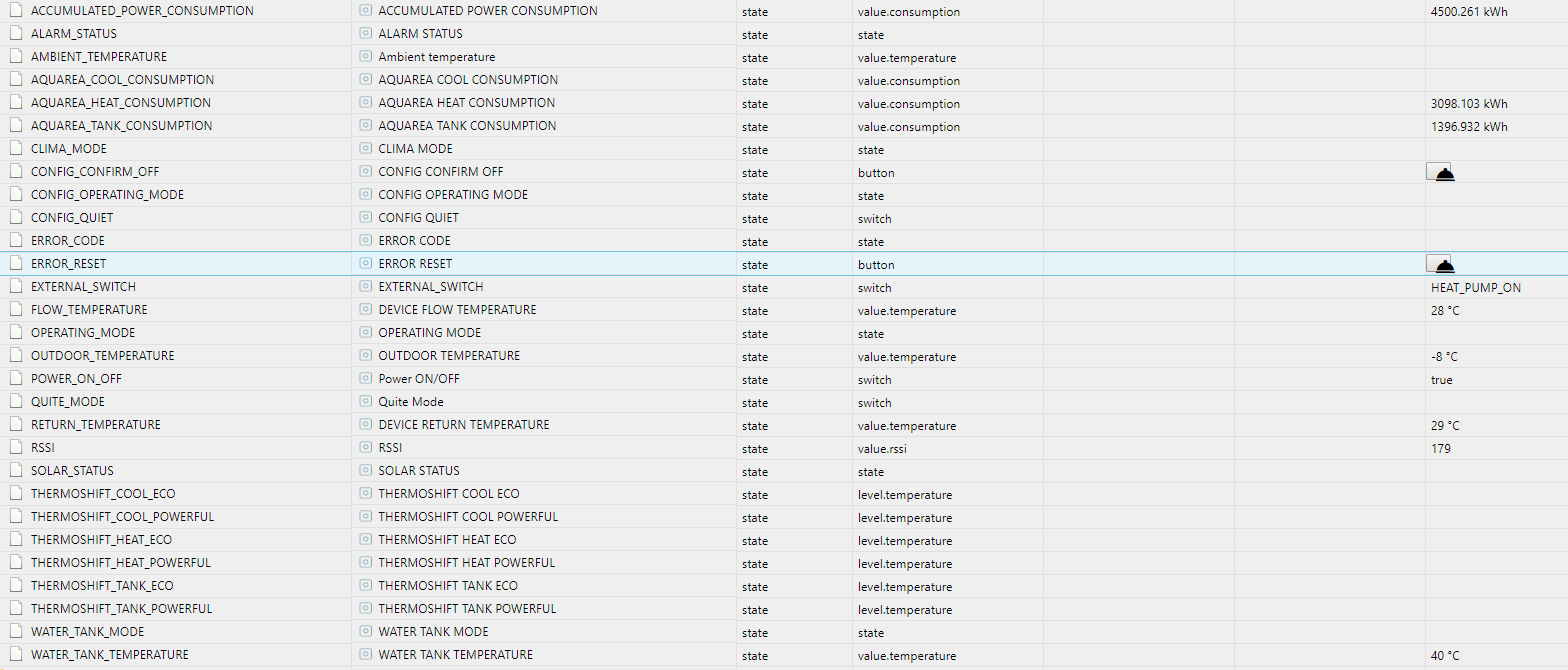 ACCUMULATED_POWER_CONSUMPTION ACCUMULATED POWER CONSUMPTION state value.consumption 4500.261 kWh
ALARM_STATUS ALARM STATUS state state
AMBIENT_TEMPERATURE Ambient temperature state value.temperature
AQUAREA_COOL_CONSUMPTION AQUAREA COOL CONSUMPTION state value.consumption
AQUAREA_HEAT_CONSUMPTION AQUAREA HEAT CONSUMPTION state value.consumption 3098.103 kWh
AQUAREA_TANK_CONSUMPTION AQUAREA TANK CONSUMPTION state value.consumption 1396.932 kWh
CLIMA_MODE CLIMA MODE state state
CONFIG_CONFIRM_OFF CONFIG CONFIRM OFF state button
CONFIG_OPERATING_MODE CONFIG OPERATING MODE state state
CONFIG_QUIET CONFIG QUIET state switch
ERROR_CODE ERROR CODE state state
ERROR_RESET ERROR RESET state button
EXTERNAL_SWITCH EXTERNAL_SWITCH state switch HEAT_PUMP_ON
FLOW_TEMPERATURE DEVICE FLOW TEMPERATURE state value.temperature 28 °C
OPERATING_MODE OPERATING MODE state state
OUTDOOR_TEMPERATURE OUTDOOR TEMPERATURE state value.temperature -8 °C
POWER_ON_OFF Power ON/OFF state switch true
QUITE_MODE Quite Mode state switch
RETURN_TEMPERATURE DEVICE RETURN TEMPERATURE state value.temperature 29 °C
RSSI RSSI state value.rssi 179
SOLAR_STATUS SOLAR STATUS state state
THERMOSHIFT_COOL_ECO THERMOSHIFT COOL ECO state level.temperature
THERMOSHIFT_COOL_POWERFUL THERMOSHIFT COOL POWERFUL state level.temperature
THERMOSHIFT_HEAT_ECO THERMOSHIFT HEAT ECO state level.temperature
THERMOSHIFT_HEAT_POWERFUL THERMOSHIFT HEAT POWERFUL state level.temperature
THERMOSHIFT_TANK_ECO THERMOSHIFT TANK ECO state level.temperature
THERMOSHIFT_TANK_POWERFUL THERMOSHIFT TANK POWERFUL state level.temperature
WATER_TANK_MODE WATER TANK MODE state state
WATER_TANK_TEMPERATURE WATER TANK TEMPERATURE state value.temperature 40 °C